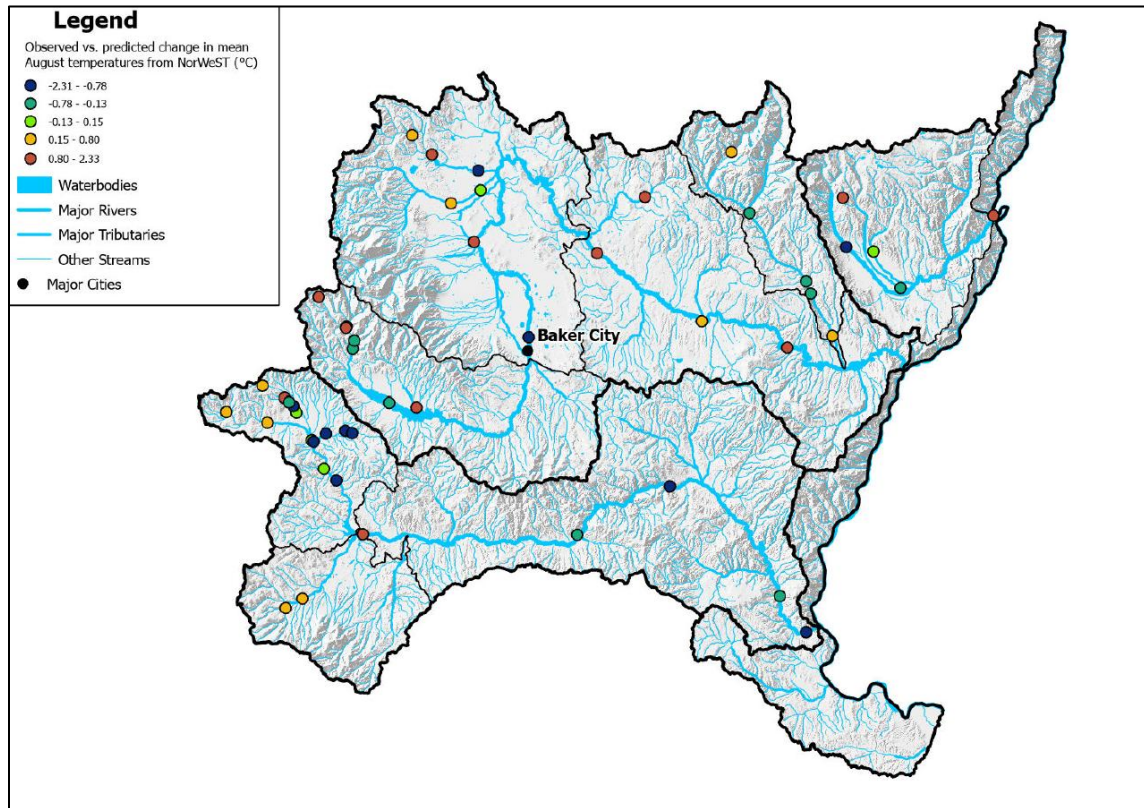 Legend
Observed vs. predicted change in mean
August temperatures from NorWeST (°C)
-2.31 - -0.78
-0.78 - -0.13
-0.13 - 0.15
0.15 - 0.80
0.80 - 2.33
Waterbodies
Major Rivers
Major Tributaries
Other Streams
Major Cities
Baker City